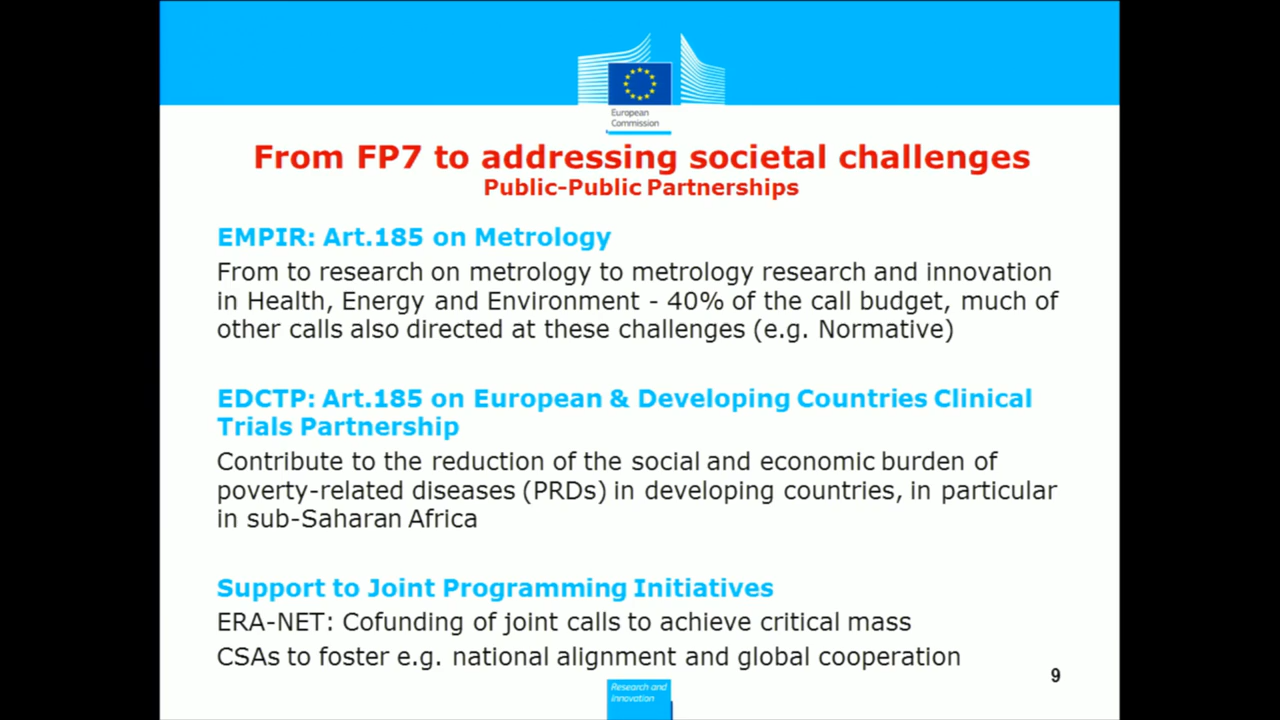 European
Commission
From FP7 to addressing societal challenges
Public-Public Partnerships
EMPIR: Art.185 on Metrology
From to research on metrology to metrology research and innovation
in Health, Energy and Environment - 40% of the call budget, much of
other calls also directed at these challenges (e.g. Normative)
EDCTP: Art.185 on European & Developing Countries Clinical
Trials Partnership
Contribute to the reduction of the social and economic burden of
poverty-related diseases (PRDs) in developing countries, in particular
in sub-Saharan Africa
Support to Joint Programming Initiatives
ERA-NET: Cofunding of joint calls to achieve critical mass
CSAs to foster e.g. national alignment and global cooperation
9
Research and
Innovation